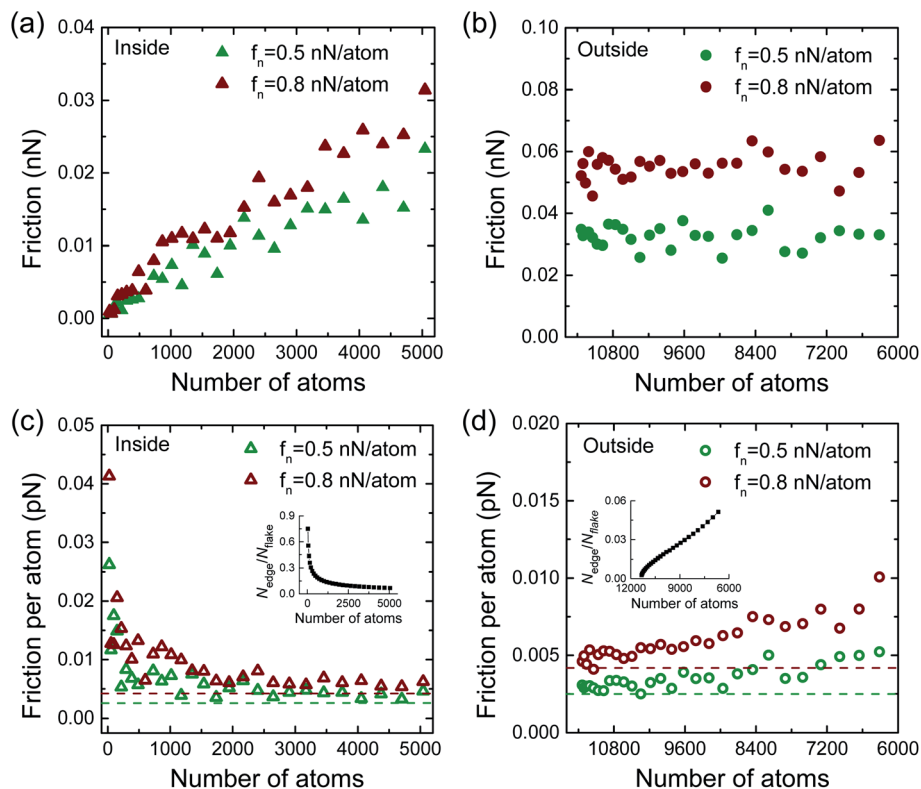 (a)
Inside
fn=0.5 nN/atom
fn=0.8 nN/atom
0.04
0.03
0.02
0.01
0.00
Friction (nN)
0 1000 2000 3000 4000 5000
Number of atoms
(b)
Outside
fn=0.5 nN/atom
fn=0.8 nN/atom
0.10
0.08
0.06
0.04
0.02
0.00
Friction (nN)
10800 9600 8400 7200 6000
Number of atoms
(c)
Inside
fn=0.5 nN/atom
fn=0.8 nN/atom
0.05
0.04
0.03
0.02
0.01
0.00
Friction per atom (pN)
0.9
0.6
0.3
0.0
Nedge/Nflake
0 2500 5000
Number of atoms
0 1000 2000 3000 4000 5000
Number of atoms
(d)
Outside
fn=0.5 nN/atom
fn=0.8 nN/atom
0.020
0.015
0.010
0.005
0.000
Friction per atom (pN)
0.06
0.03
0.00
Nedge/Nflake
12000 9000 6000
Number of atoms
10800 9600 8400 7200 6000
Number of atoms